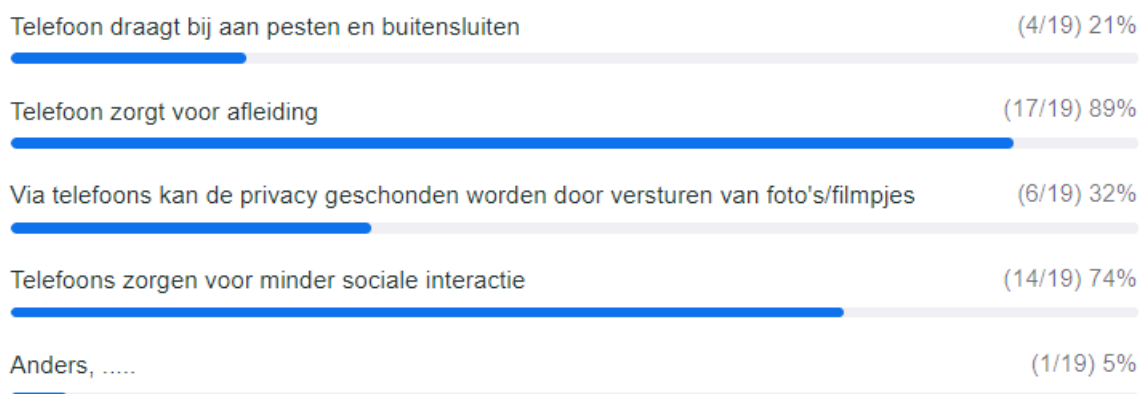 Telefoon draagt bij aan pesten en buitensluiten (4/19) 21%
Telefoon zorgt voor afleiding (17/19) 89%
Via telefoons kan de privacy geschonden worden door versturen van foto's/filmpjes (6/19) 32%
Telefoons zorgen voor minder sociale interactie (14/19) 74%
Anders, ..... (1/19) 5%